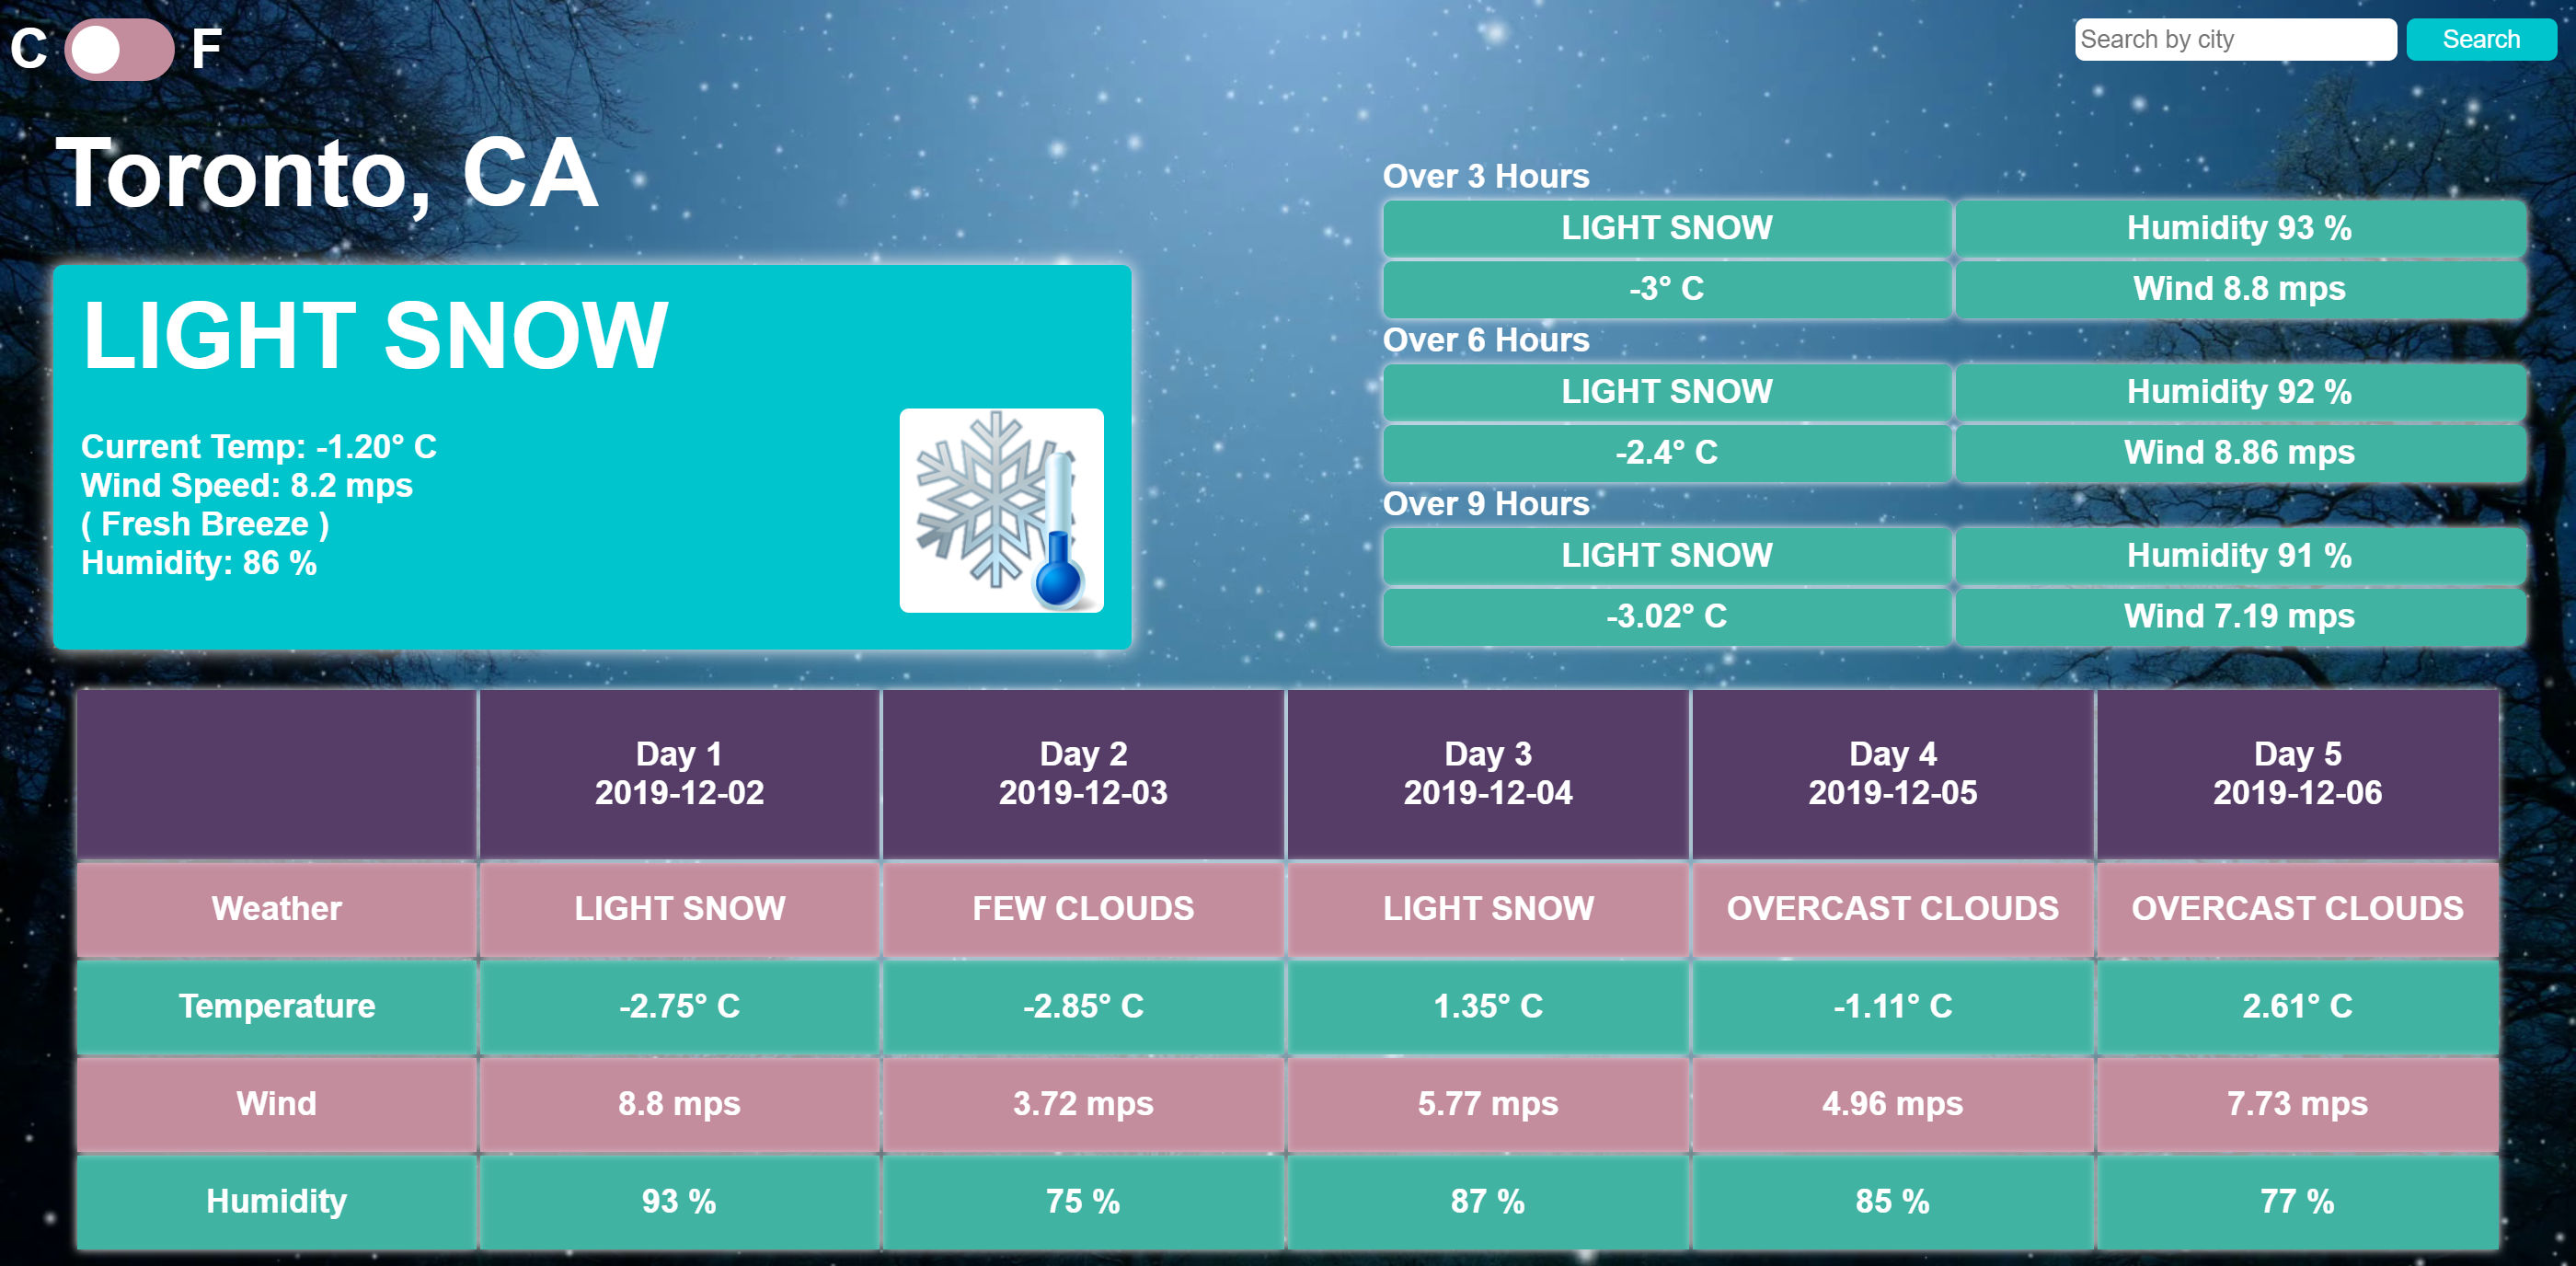 C F
Search by city Search
Toronto, CA
LIGHT SNOW
Current Temp: -1.20° C
Wind Speed: 8.2 mps
( Fresh Breeze )
Humidity: 86 %
Over 3 Hours
LIGHT SNOW Humidity 93 %
-3° C Wind 8.8 mps
Over 6 Hours
LIGHT SNOW Humidity 92 %
-2.4° C Wind 8.86 mps
Over 9 Hours
LIGHT SNOW Humidity 91 %
-3.02° C Wind 7.19 mps
Day 1 Day 2 Day 3 Day 4 Day 5
2019-12-02 2019-12-03 2019-12-04 2019-12-05 2019-12-06
Weather LIGHT SNOW FEW CLOUDS LIGHT SNOW OVERCAST CLOUDS OVERCAST CLOUDS
Temperature -2.75° C -2.85° C 1.35° C -1.11° C 2.61° C
Wind 8.8 mps 3.72 mps 5.77 mps 4.96 mps 7.73 mps
Humidity 93 % 75 % 87 % 85 % 77 %